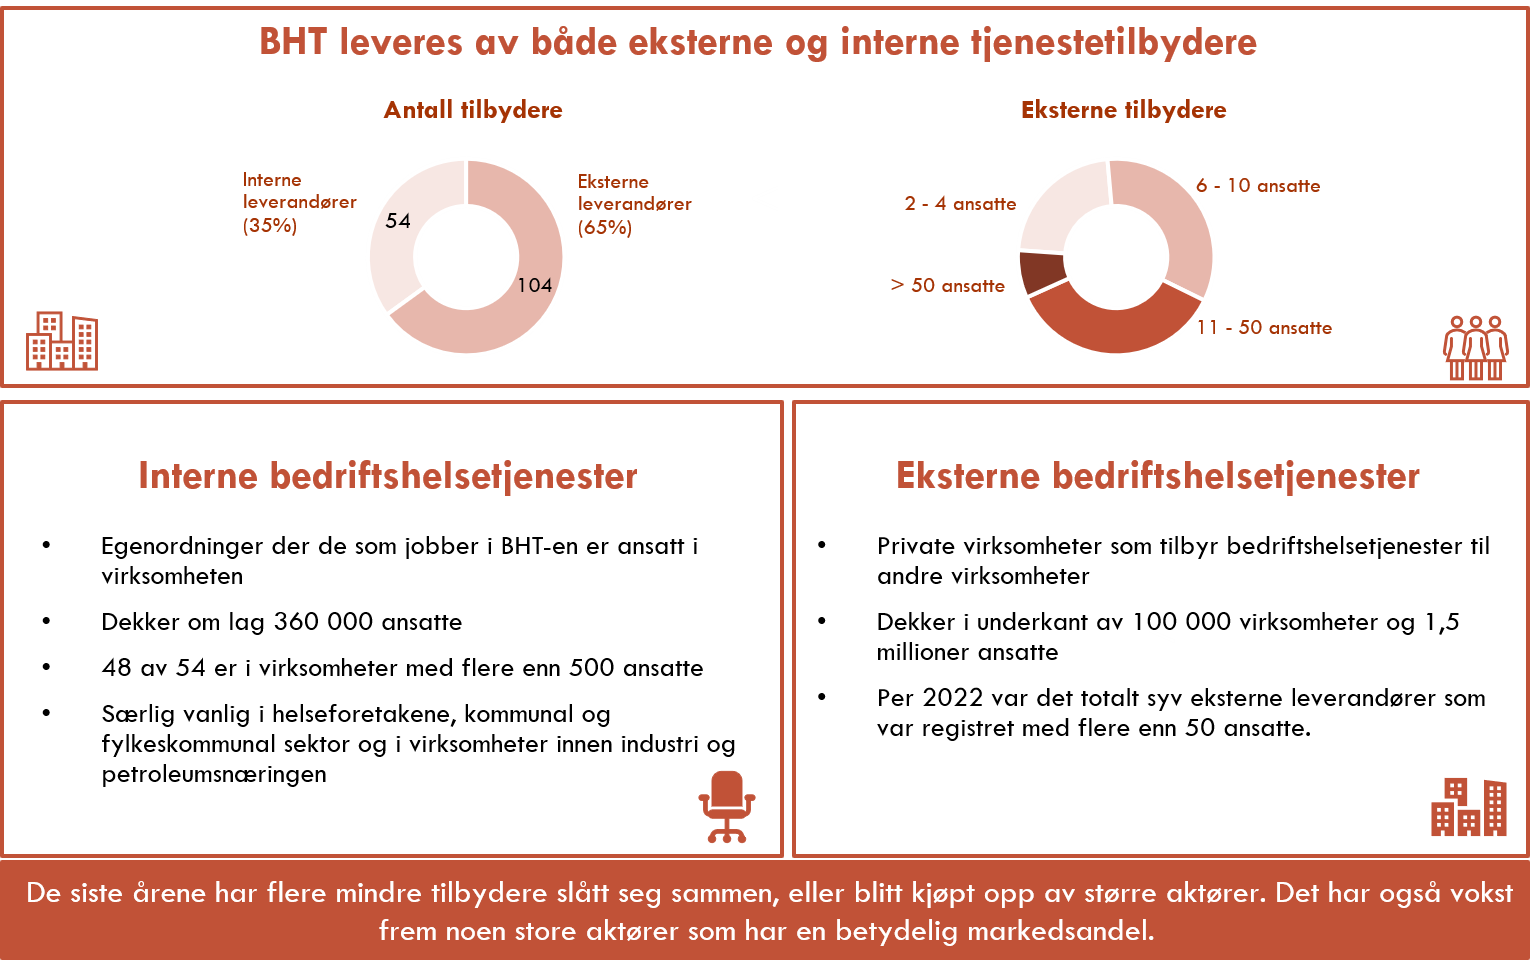 BHT leveres av både eksterne og interne tjenestetilbydere
Antall tilbydere
Interne
leverandører
(35%)
54
Eksterne
leverandører
(65%)
104
Eksterne tilbydere
6 - 10 ansatte
2 - 4 ansatte
> 50 ansatte
11 - 50 ansatte
Interne bedriftshelsetjenester
• Egenordninger der de som jobber i BHT-en er ansatt i
virksomheten
• Dekker om lag 360 000 ansatte
• 48 av 54 er i virksomheter med flere enn 500 ansatte
• Særlig vanlig i helseforetakene, kommunal og
fylkeskommunal sektor og i virksomheter innen industri og
petroleumsnæringen
Eksterne bedriftshelsetjenester
• Private virksomheter som tilbyr bedriftshelsetjenester til
andre virksomheter
• Dekker i underkant av 100 000 virksomheter og 1,5
millioner ansatte
• Per 2022 var det totalt syv eksterne leverandører som
var registret med flere enn 50 ansatte.
De siste årene har flere mindre tilbydere slått seg sammen, eller blitt kjøpt opp av større aktører. Det har også vokst
frem noen store aktører som har en betydelig markedsandel.